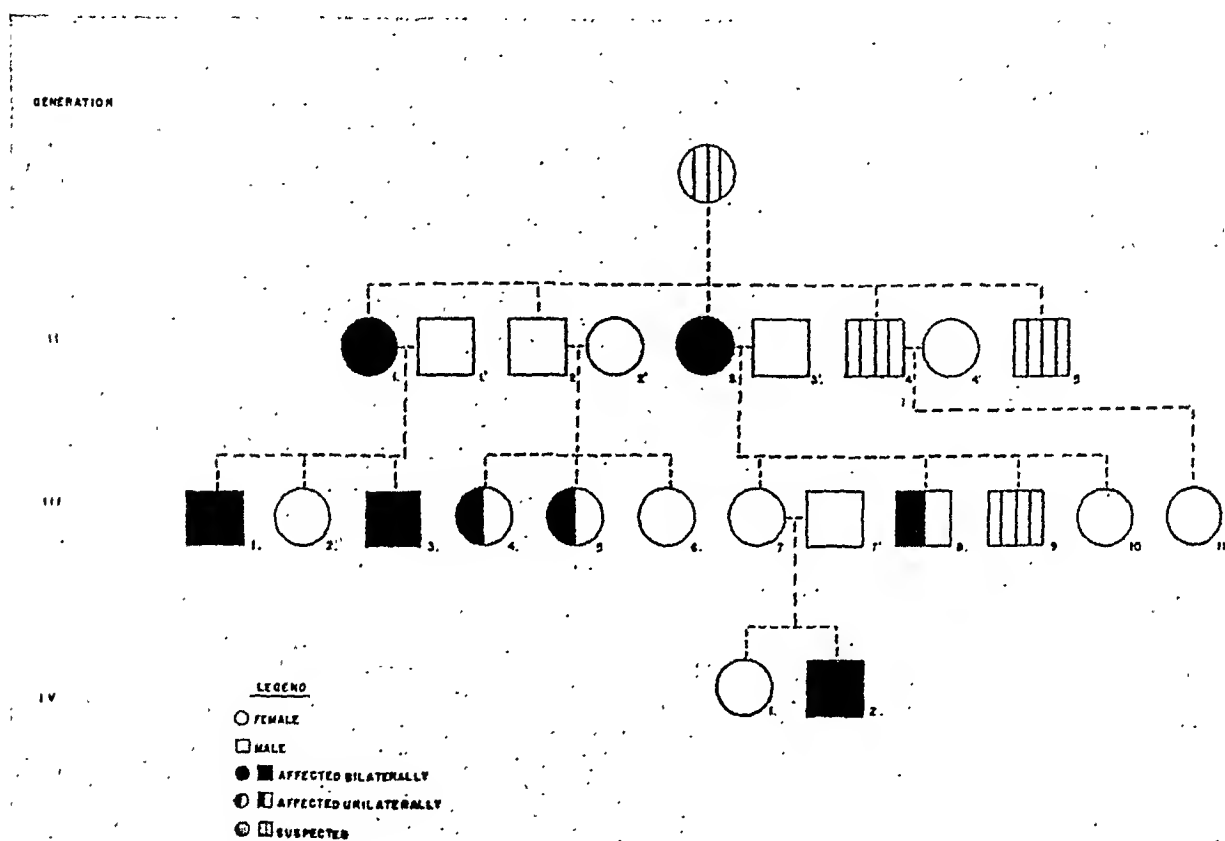 GENERATION
II
1. 1' 2 2' 3 3'. 4 4' 5
III
1. 2. 3. 4. 5 6. 7 7' 8. 9 10 11
IV
1. 2.
LEGEND
FEMALE
MALE
AFFECTED BILATERALLY
AFFECTED UNILATERALLY
SUSPECTED